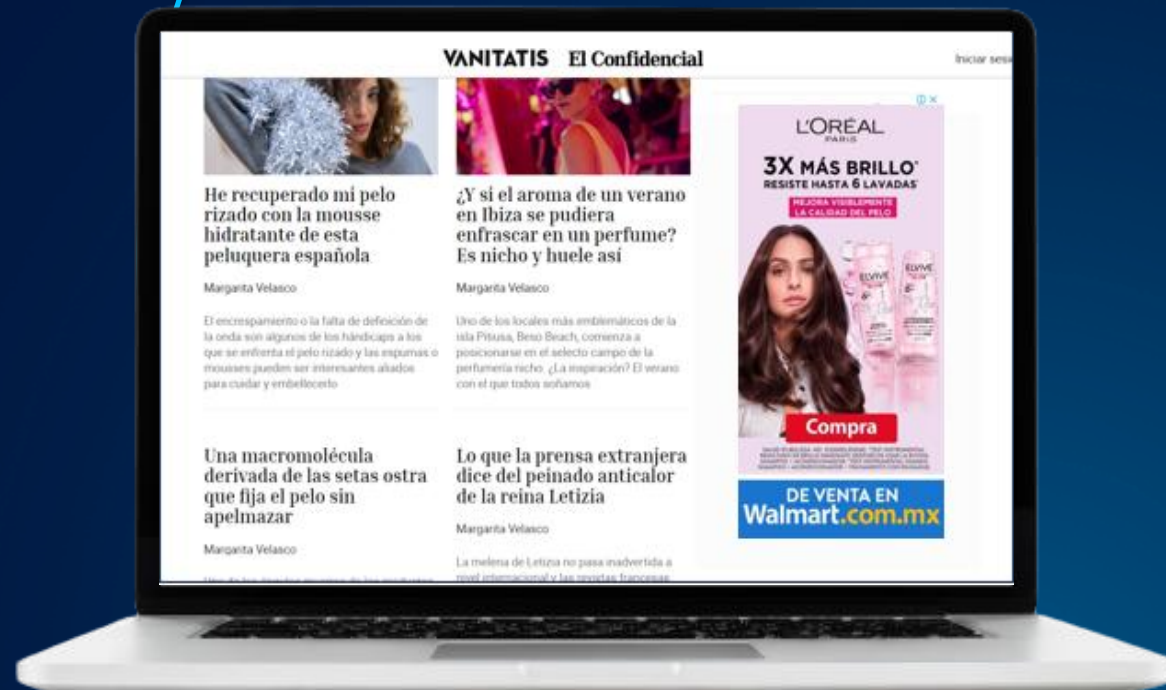 VANITATIS El Confidencial
Iniciar sesi
He recuperado mi pelo
rizado con la mousse
hidratante de esta
peluquera española
Margarita Velasco
El encrespamiento o la falta de definición de
la onda son algunos de los hándicaps a los
que se enfrenta el pelo rizado y las espumas o
mousses pueden ser interesantes aliados
para cuidar y embellecerlo
¿Y si el aroma de un verano
en Ibiza se pudiera
enfrascar en un perfume?
Es nicho y huele así
Margarita Velasco
Uno de los locales más emblemáticos de la
isla Pitiusa, Beso Beach, comienza a
posicionarse en el selecto campo de la
perfumería nicho. ¿La inspiración? El verano
con el que todos soñamos
Una macromolécula
derivada de las setas ostra
que fija el pelo sin
apelmazar
Margarita Velasco
Lo que la prensa extranjera
dice del peinado anticalor
de la reina Letizia
Margarita Velasco
La melena de Letizia no pasa inadvertida a
nivel internacional y las revistas francesas
L'ORÉAL
PARIS
3X MÁS BRILLO*
RESISTE HASTA 6 LAVADAS*
MEJORA VISIBLEMENTE
LA CALIDAD DEL PELO
ELVIVE
ELVIVE
Compra
DE VENTA EN
Walmart.com.mx